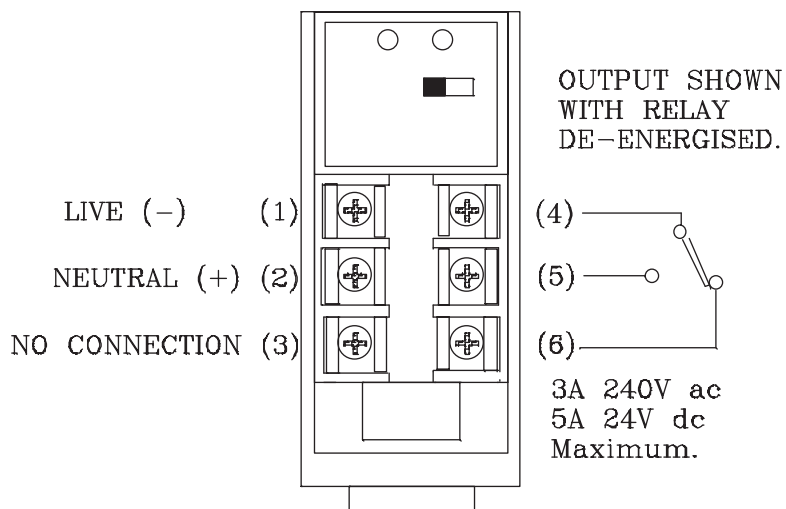 OUTPUT SHOWN
WITH RELAY
DE-ENERGISED.
LIVE (-) (1)
NEUTRAL (+) (2)
NO CONNECTION (3)
(4)
(5)
(6)
3A 240V ac
5A 24V dc
Maximum.